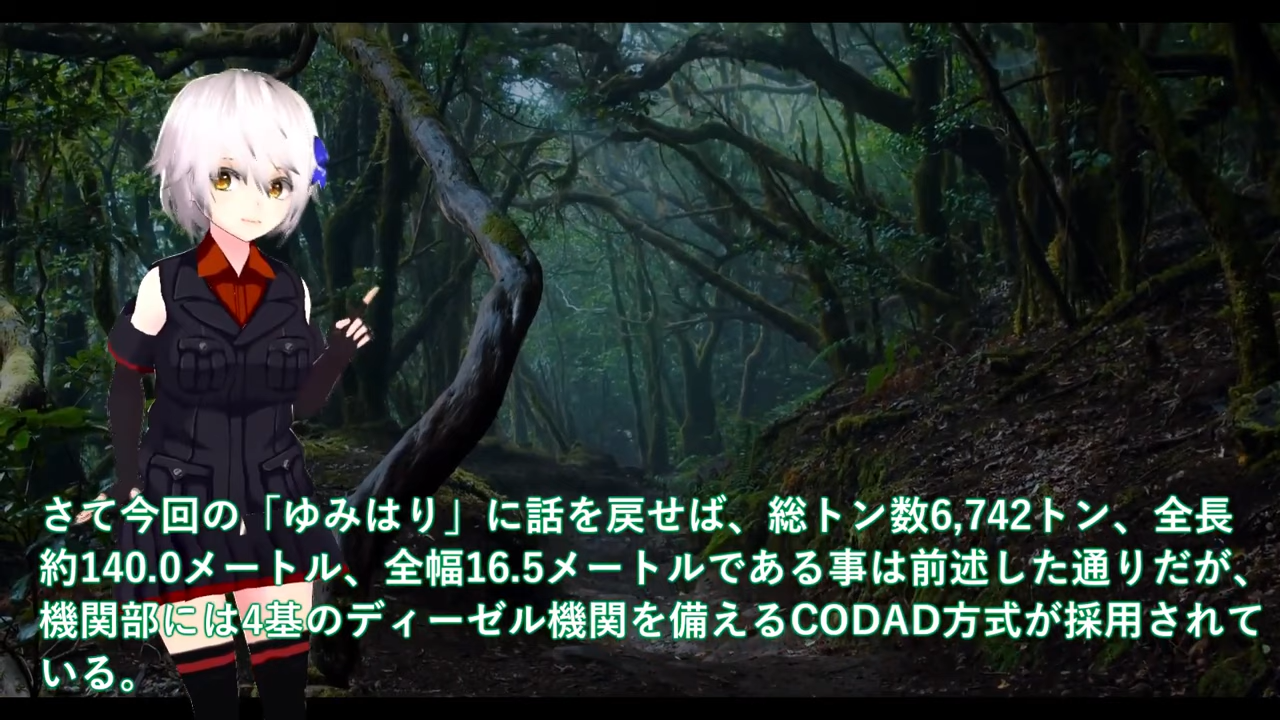 さて今回の「ゆみはり」に話を戻せば、総トン数6,742トン、全長
約140.0メートル、全幅16.5メートルである事は前述した通りだが、
機関部には4基のディーゼル機関を備えるCODAD方式が採用されて
いる。